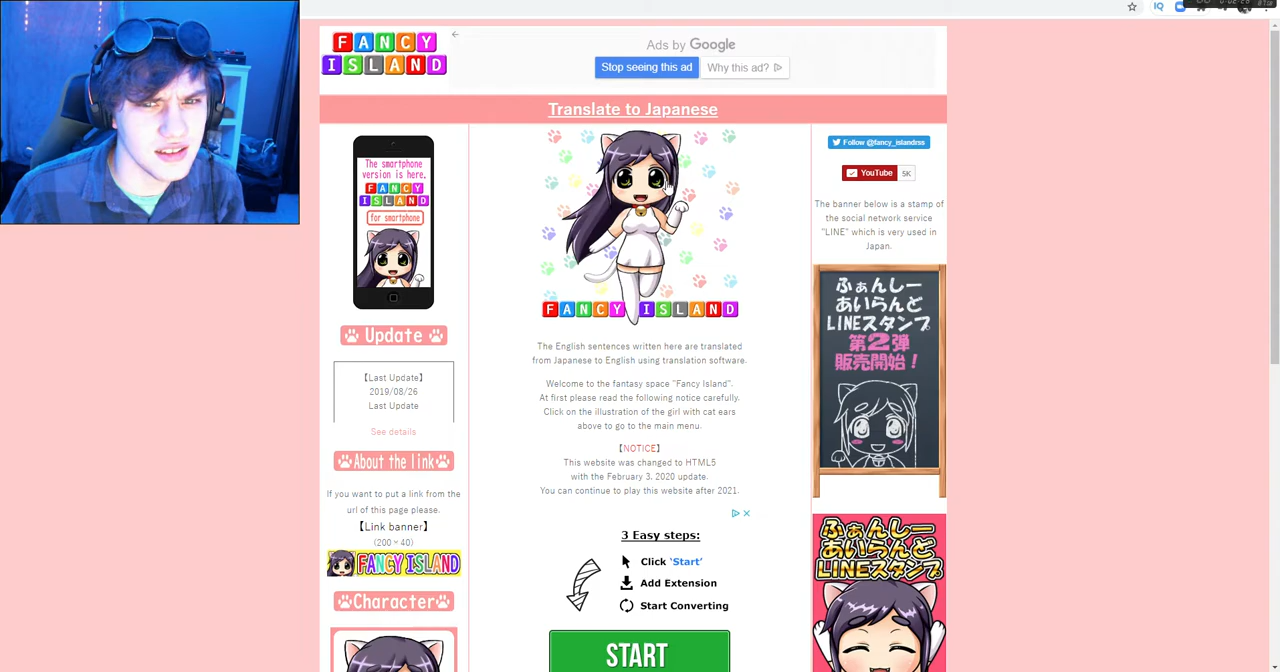 FANCY
ISLAND
Ads by Google
Stop seeing this ad
Why this ad?
Translate to Japanese
The smartphone
version is here.
FANCY
ISLAND
for smartphone
Update
【Last Update】
2019/08/26
Last Update
See details
About the link
If you want to put a link from the
url of this page please.
【Link banner】
(200 × 40)
FANCY ISLAND
Character
FANCY ISLAND
The English sentences written here are translated
from Japanese to English using translation software.
Welcome to the fantasy space "Fancy Island".
At first please read the following notice carefully.
Click on the illustration of the girl with cat ears
above to go to the main menu.
【NOTICE】
This website was changed to HTML5
with the February 3, 2020 update.
You can continue to play this website after 2021.
3 Easy steps:
Click 'Start'
Add Extension
Start Converting
START
Follow @fancy_islandrss
YouTube 5K
The banner below is a stamp of
the social network service
"LINE" which is very used in
Japan.
ふぁんしー
あいらんど
LINEスタンプ
第2弾
販売開始！
ふぁんしー
あいらんど
LINEスタンプ